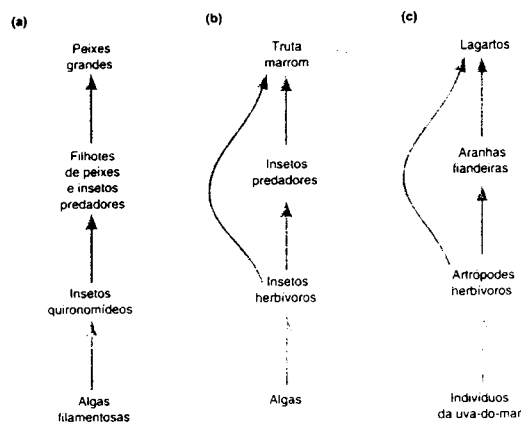 (a)
Peixes
grandes
Filhotes
de peixes
e insetos
predadores
Insetos
quironomídeos
Algas
filamentosas
(b)
Truta
marrom
Insetos
predadores
Insetos
herbívoros
Algas
(c)
Lagartos
Aranhas
fiandeiras
Artrópodes
herbívoros
Indivíduos
da uva-do-mar